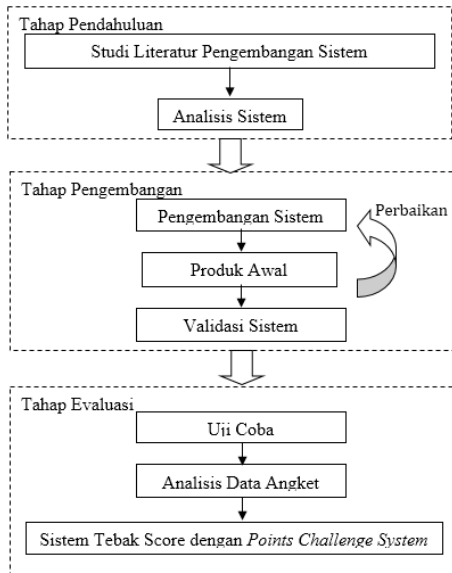 Tahap Pendahuluan
Studi Literatur Pengembangan Sistem
Analisis Sistem
Tahap Pengembangan
Pengembangan Sistem
Perbaikan
Produk Awal
Validasi Sistem
Tahap Evaluasi
Uji Coba
Analisis Data Angket
Sistem Tebak Score dengan Points Challenge System